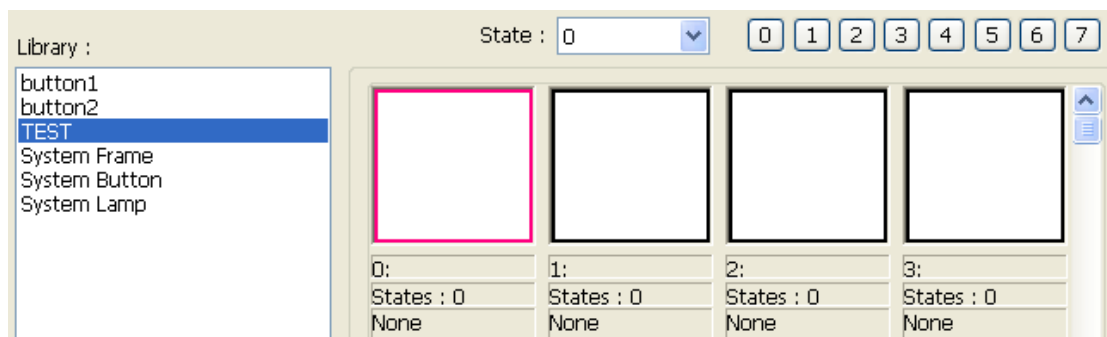 State : 0 0 1 2 3 4 5 6 7
Library :
button1
button2
TEST
System Frame
System Button
System Lamp
0: 1: 2: 3:
States : 0 States : 0 States : 0 States : 0
None None None None